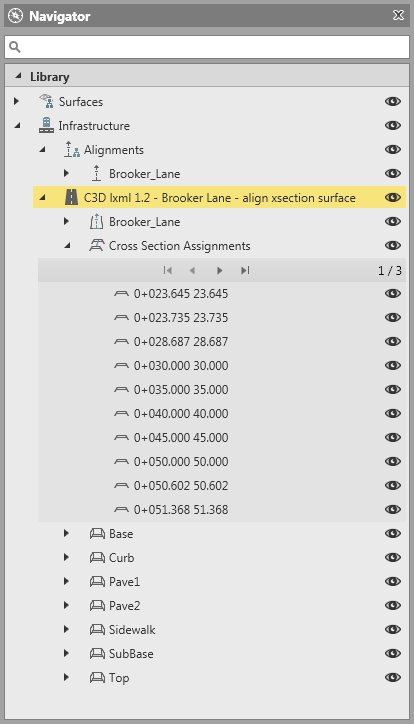 Navigator
Library
Surfaces
Infrastructure
Alignments
Brooker_Lane
C3D lxml 1.2 - Brooker Lane - align xsection surface
Brooker_Lane
Cross Section Assignments
1 / 3
0+023.645 23.645
0+023.735 23.735
0+028.687 28.687
0+030.000 30.000
0+035.000 35.000
0+040.000 40.000
0+045.000 45.000
0+050.000 50.000
0+050.602 50.602
0+051.368 51.368
Base
Curb
Pave1
Pave2
Sidewalk
SubBase
Top